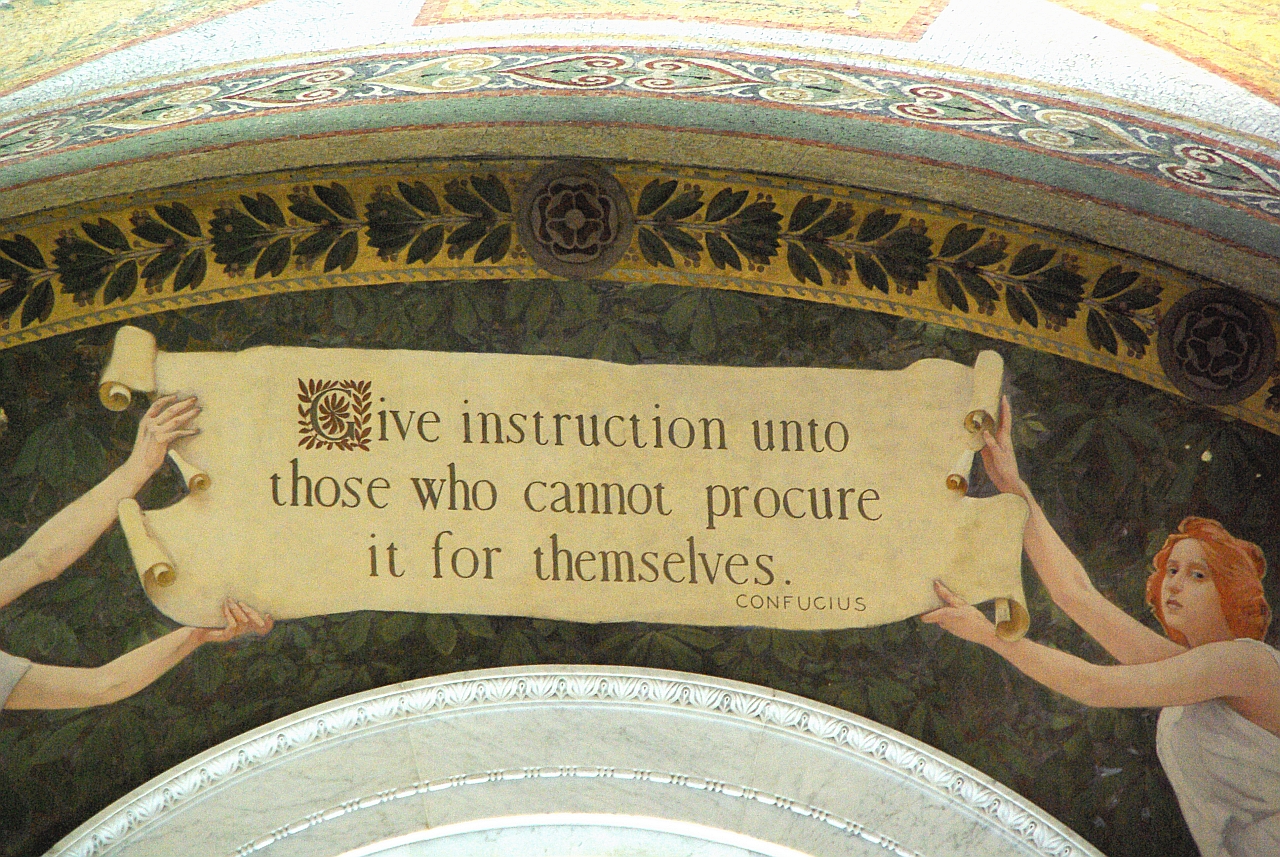 Give instruction unto
those who cannot procure
it for themselves.
CONFUCIUS